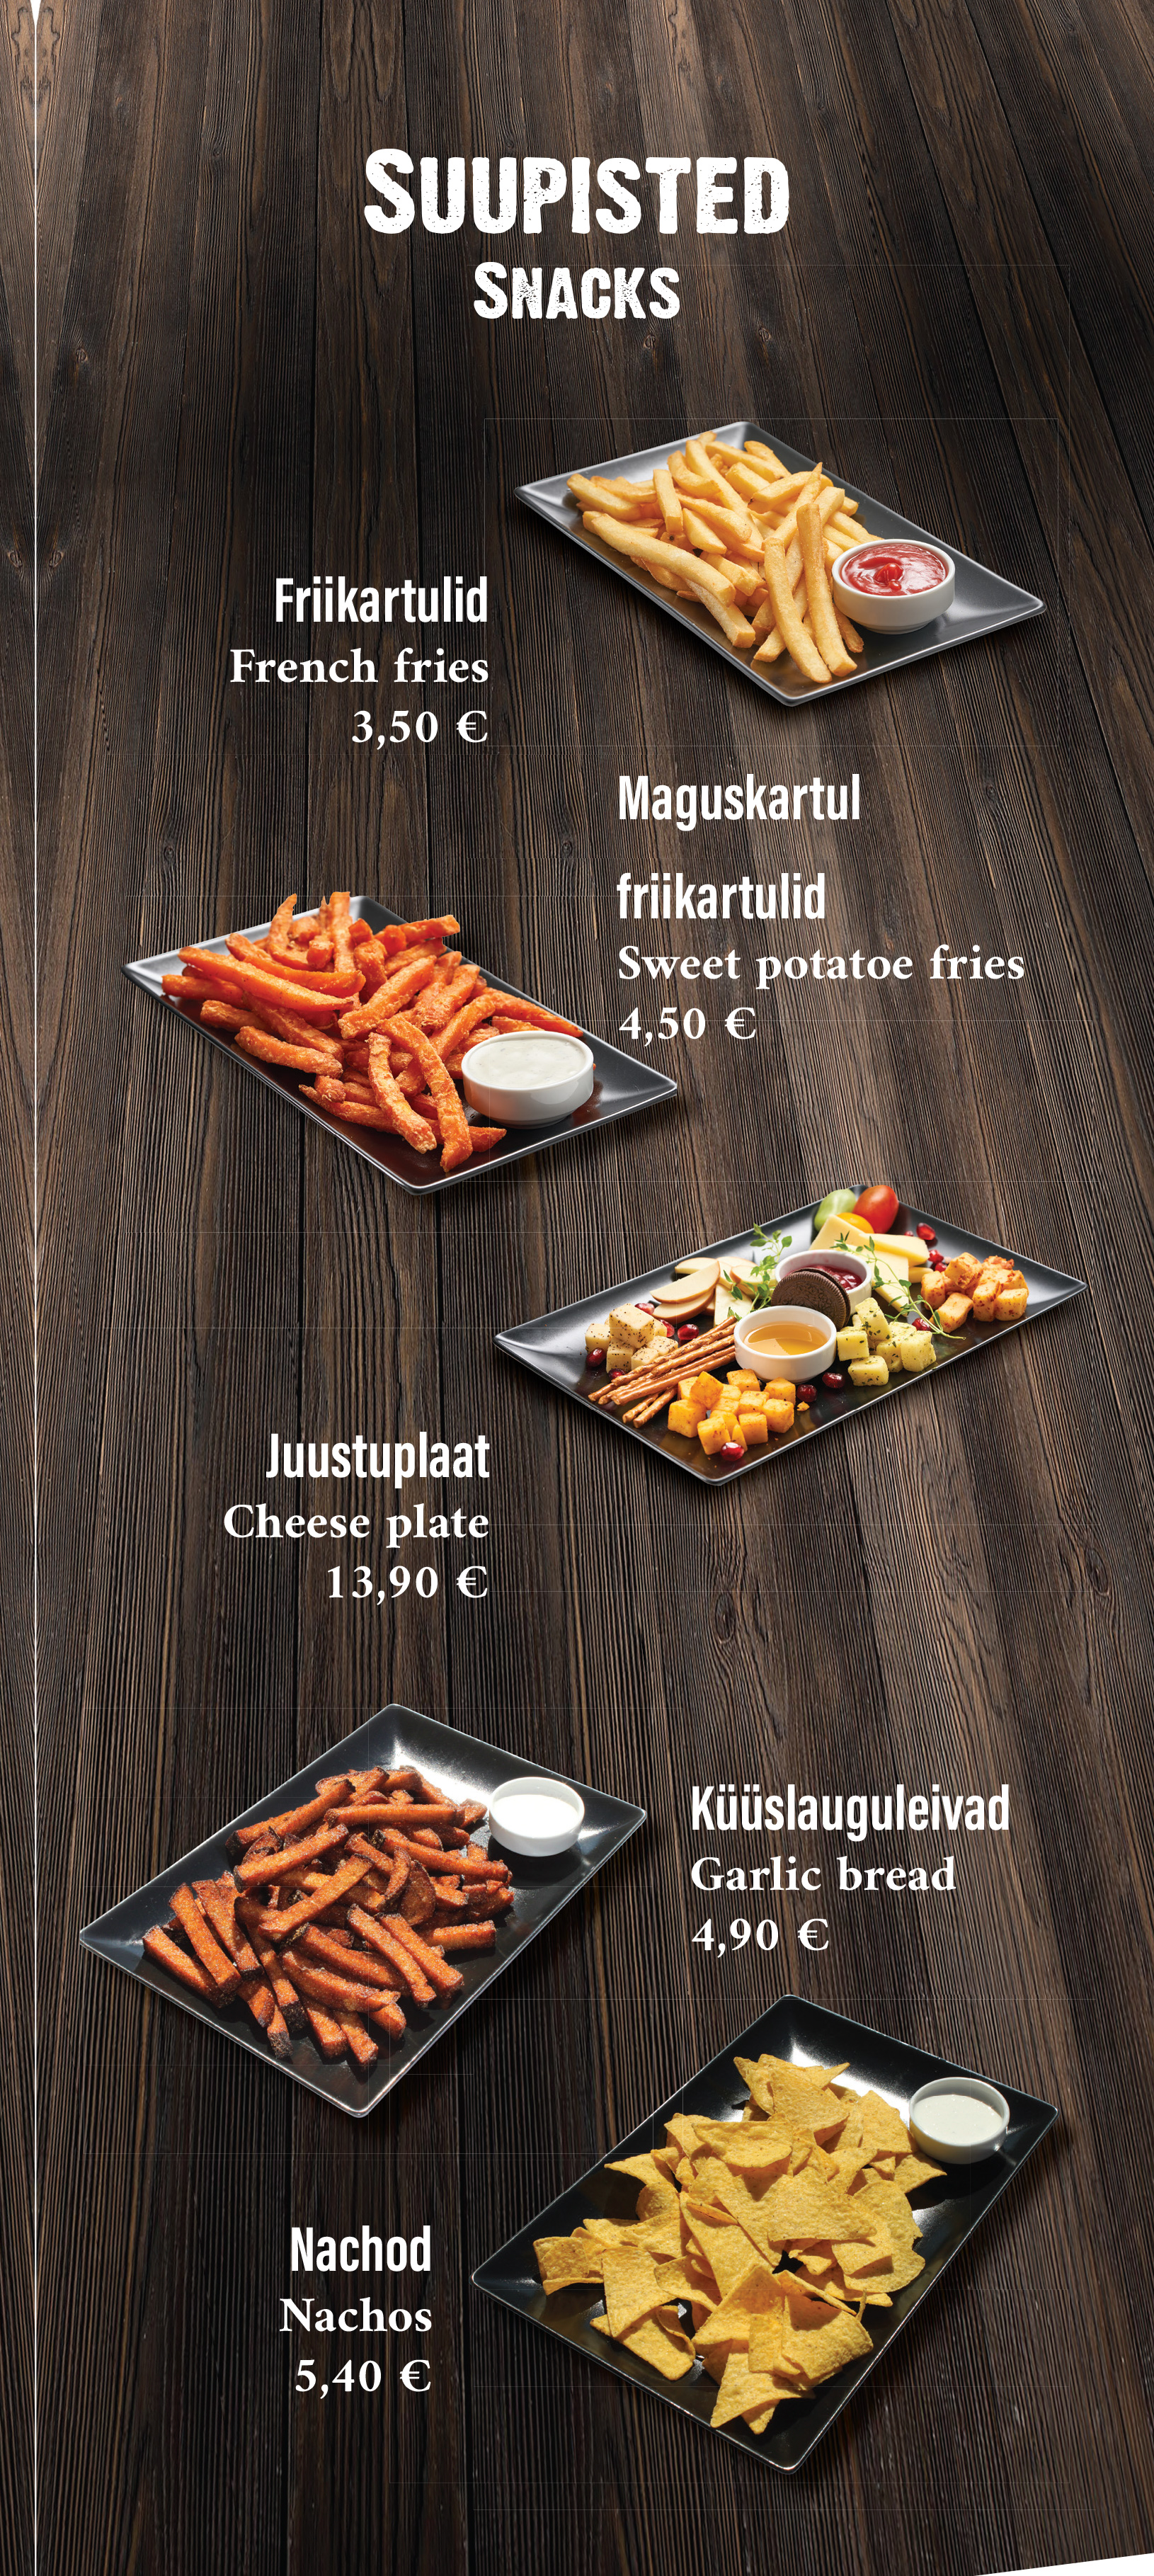 Suupisted
Snacks
Friikartulid
French fries
3,50 €
Maguskartul
friikartulid
Sweet potatoe fries
4,50 €
Juustuplaat
Cheese plate
13,90 €
Küüslauguleivad
Garlic bread
4,90 €
Nachod
Nachos
5,40 €